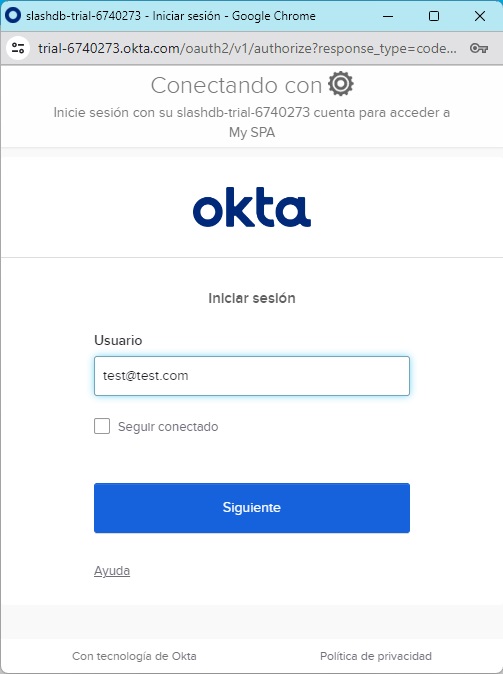 slashdb-trial-6740273 - Iniciar sesión - Google Chrome
trial-6740273.okta.com/oauth2/v1/authorize?response_type=code...
Conectando con
Inicie sesión con su slashdb-trial-6740273 cuenta para acceder a
My SPA
okta
Iniciar sesión
Usuario
test@test.com
Seguir conectado
Siguiente
Ayuda
Con tecnología de Okta
Política de privacidad